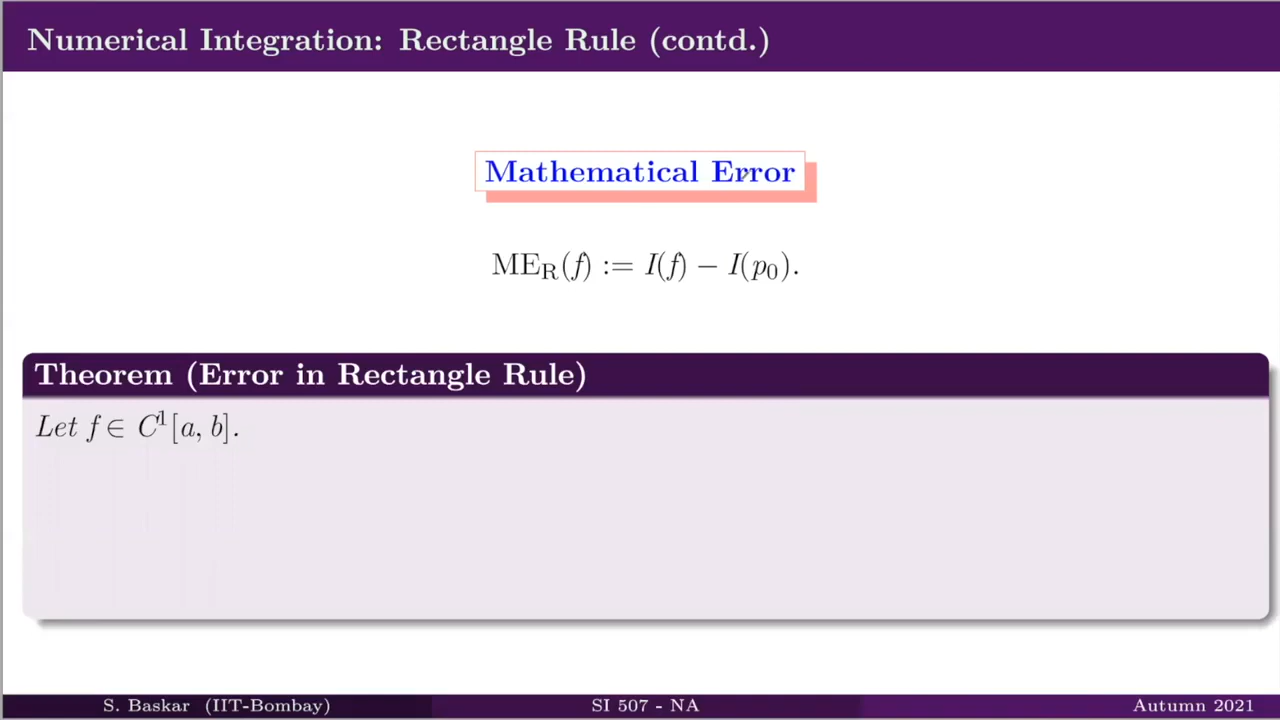 Numerical Integration: Rectangle Rule (contd.)
Mathematical Error
ME_R(f) := I(f) − I(p₀).
Theorem (Error in Rectangle Rule)
Let f ∈ C¹[a, b].
S. Baskar (IIT-Bombay) SI 507 - NA Autumn 2021